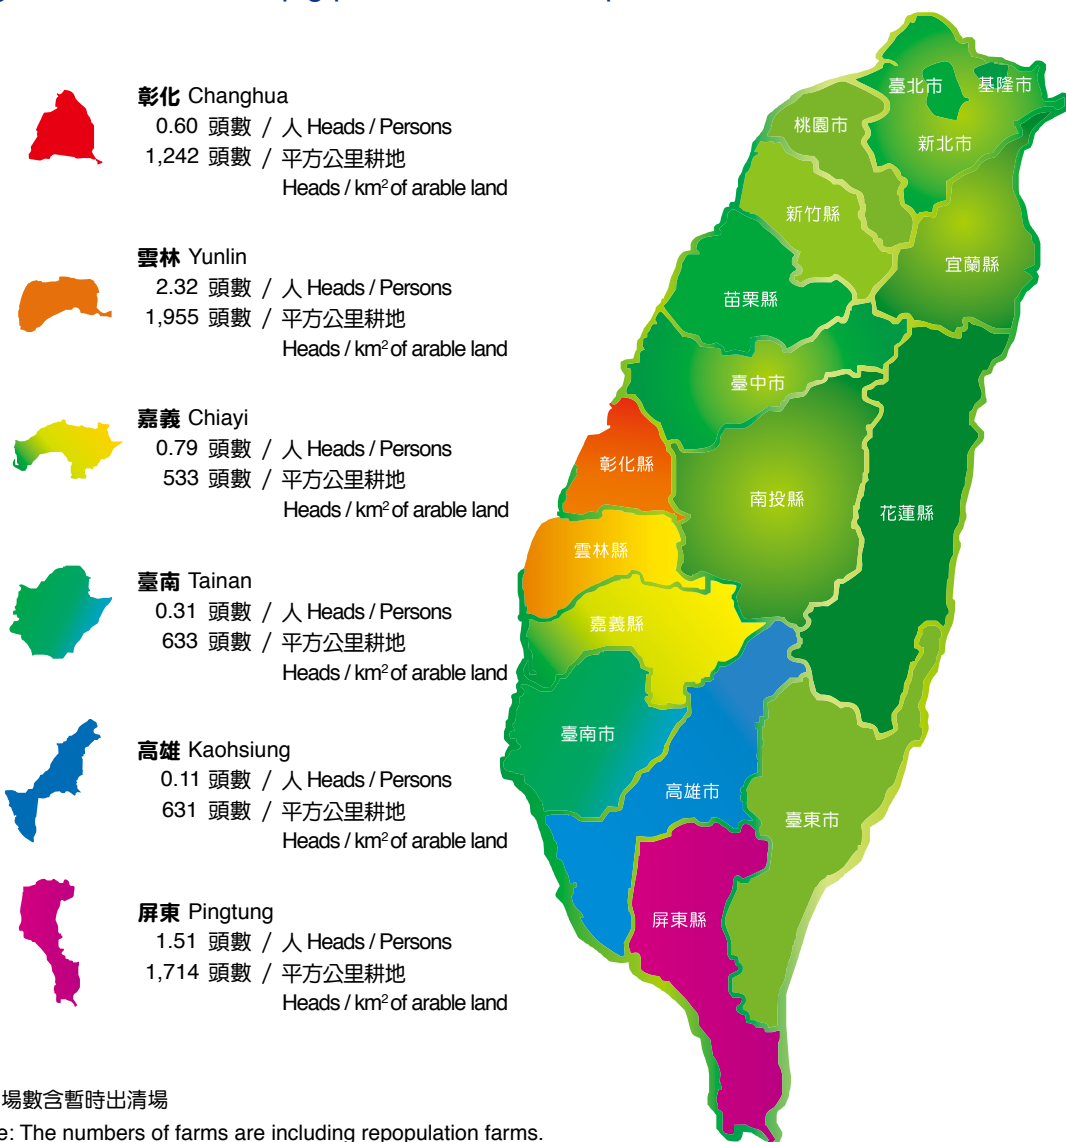 彰化 Changhua
0.60 頭數 / 人 Heads / Persons
1,242 頭數 / 平方公里耕地
Heads / km² of arable land
雲林 Yunlin
2.32 頭數 / 人 Heads / Persons
1,955 頭數 / 平方公里耕地
Heads / km² of arable land
嘉義 Chiayi
0.79 頭數 / 人 Heads / Persons
533 頭數 / 平方公里耕地
Heads / km² of arable land
臺南 Tainan
0.31 頭數 / 人 Heads / Persons
633 頭數 / 平方公里耕地
Heads / km² of arable land
高雄 Kaohsiung
0.11 頭數 / 人 Heads / Persons
631 頭數 / 平方公里耕地
Heads / km² of arable land
屏東 Pingtung
1.51 頭數 / 人 Heads / Persons
1,714 頭數 / 平方公里耕地
Heads / km² of arable land
臺北市
基隆市
桃園市
新北市
新竹縣
宜蘭縣
苗栗縣
臺中市
彰化縣
南投縣
花蓮縣
雲林縣
嘉義縣
臺南市
高雄市
臺東市
屏東縣
場數含暫時出清場
e: The numbers of farms are including repopulation farms.